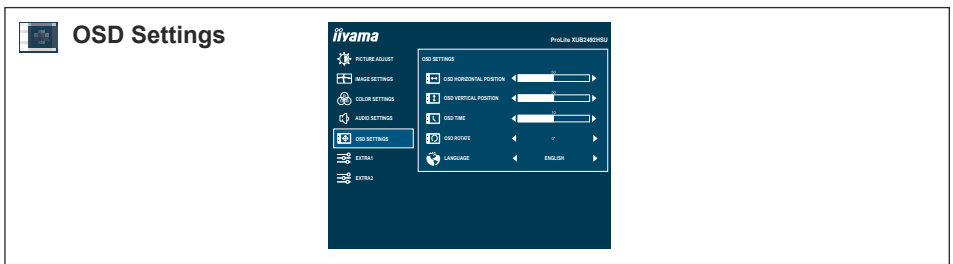 OSD Settings
iiyama
ProLite XUB2492HSU
PICTURE ADJUST
IMAGE SETTINGS
COLOR SETTINGS
AUDIO SETTINGS
OSD SETTINGS
EXTRA1
EXTRA2
OSD SETTINGS
OSD HORIZONTAL POSITION
OSD VERTICAL POSITION
OSD TIME
OSD ROTATE
LANGUAGE ENGLISH